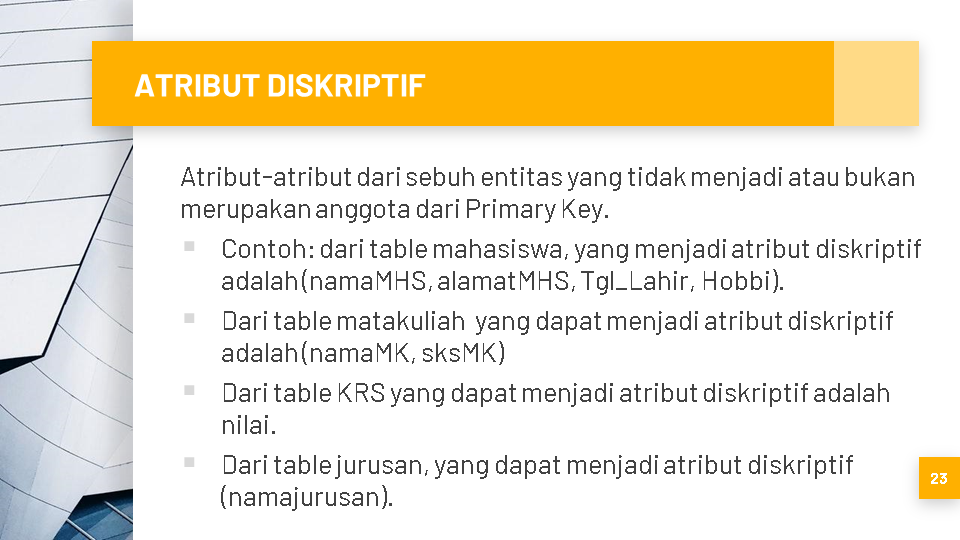 ATRIBUT DISKRIPTIF
Atribut-atribut dari sebuh entitas yang tidak menjadi atau bukan
merupakan anggota dari Primary Key.
Contoh: dari table mahasiswa, yang menjadi atribut diskriptif
adalah (namaMHS, alamatMHS, Tgl_Lahir, Hobbi).
Dari table matakuliah yang dapat menjadi atribut diskriptif
adalah (namaMK, sksMK)
Dari table KRS yang dapat menjadi atribut diskriptif adalah
nilai.
Dari table jurusan, yang dapat menjadi atribut diskriptif
(namajurusan).
23